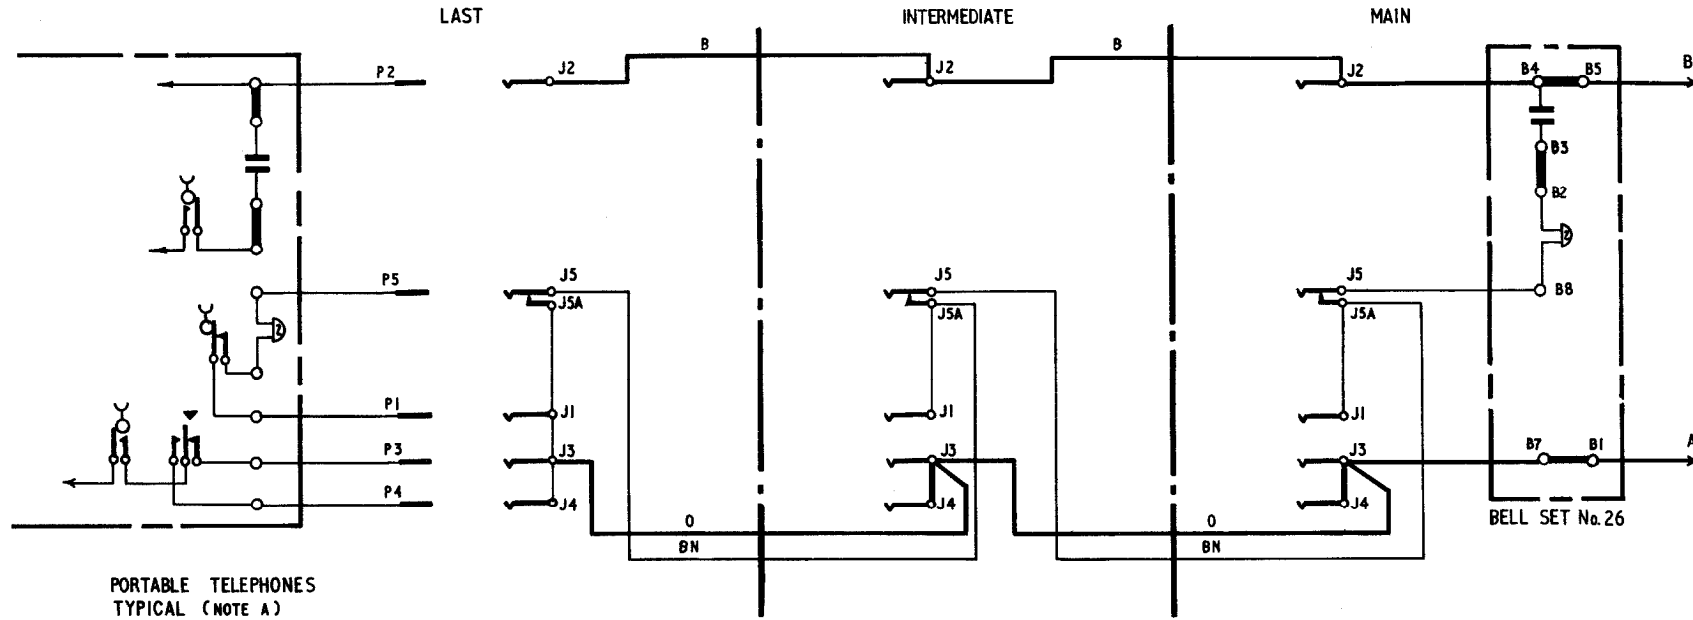 LAST INTERMEDIATE MAIN
B B
P2 J2 J2 J2 B4 B5 B
B3
B2
P5 J5 J5 J5 B8
J5A J5A J5A
P1 J1 J1 J1
P3 J3 J3 J3 B7 B1 A
P4 J4 J4 J4
O O
BN BN
BELL SET No. 26
PORTABLE TELEPHONES
TYPICAL (NOTE A)